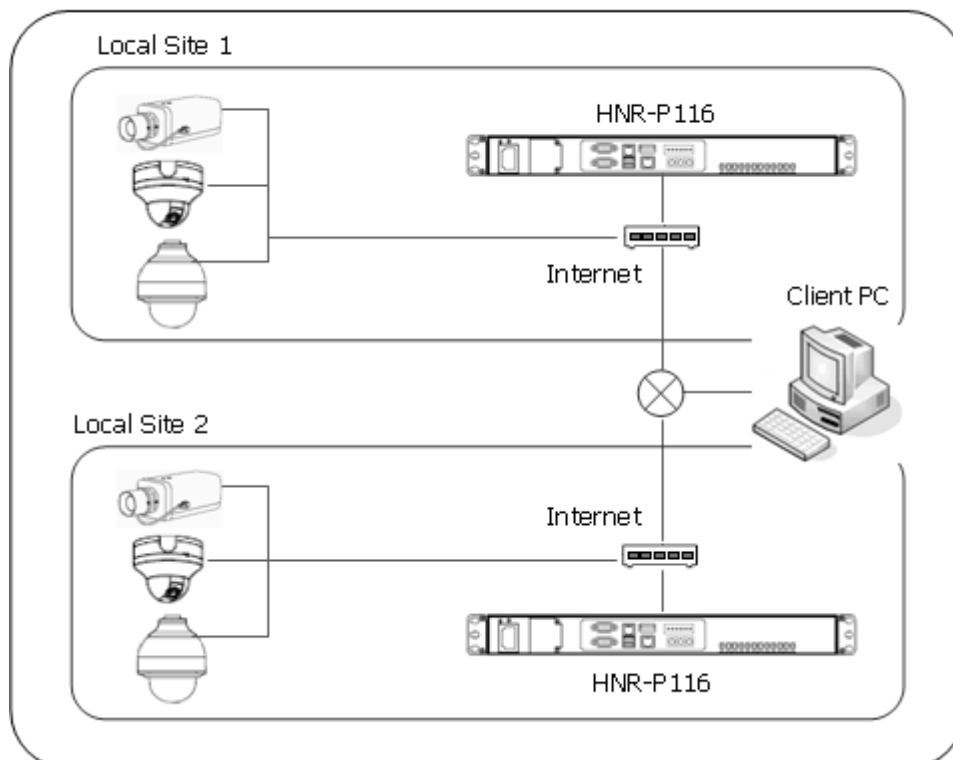 Local Site 1
HNR-P116
Internet
Client PC
Local Site 2
Internet
HNR-P116